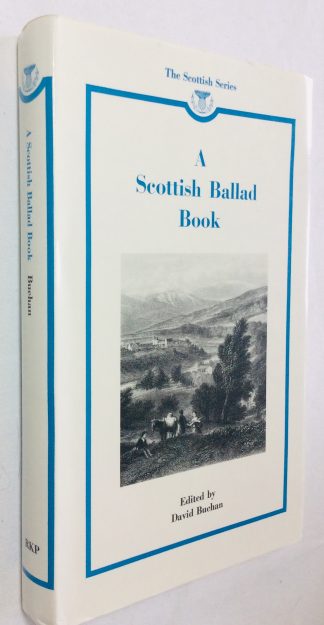 The Scottish Series
A
Scottish Ballad
Book
Edited by
David Buchan
A Scottish Ballad Book Buchan
RKP